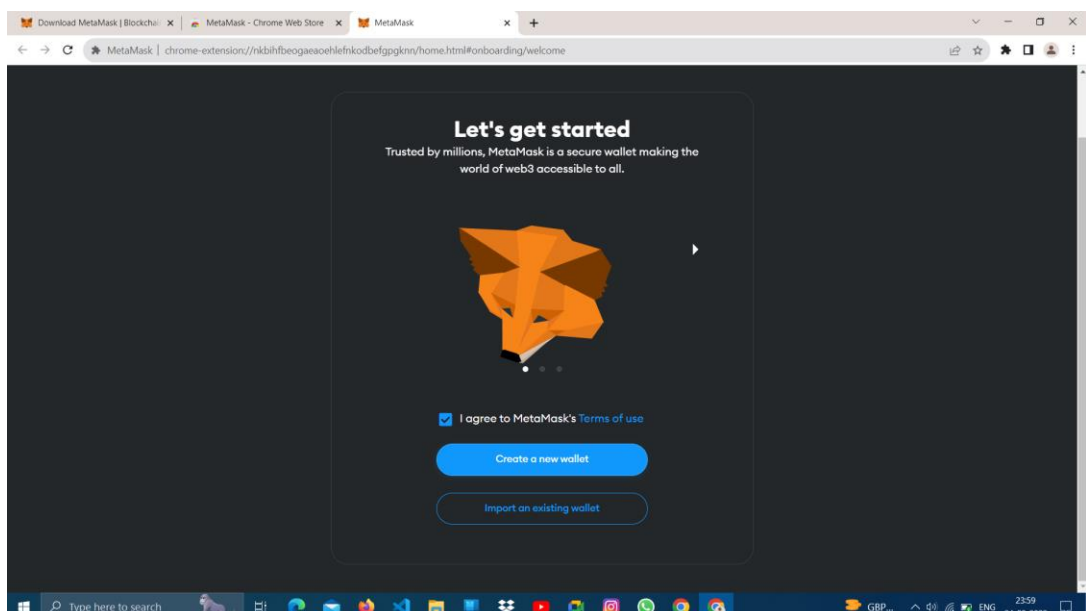 Download MetaMask | Blockchai
MetaMask - Chrome Web Store
MetaMask
MetaMask | chrome-extension://nkbihfbeogaeaoehlefnkodbefgpgknn/home.html#onboarding/welcome
Let's get started
Trusted by millions, MetaMask is a secure wallet making the
world of web3 accessible to all.
I agree to MetaMask's Terms of use
Create a new wallet
Import an existing wallet
Type here to search
GBP...
ENG
23:59